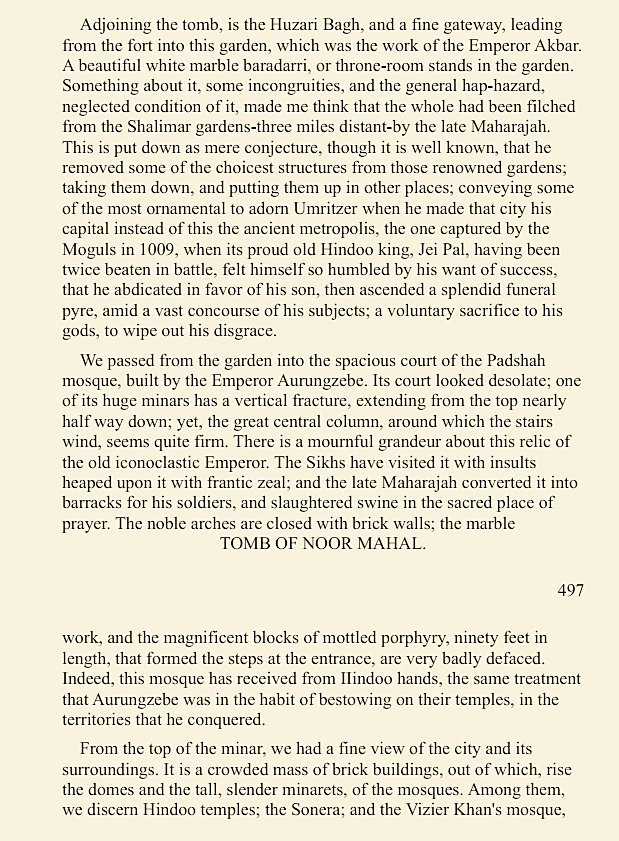 Adjoining the tomb, is the Huzari Bagh, and a fine gateway, leading
from the fort into this garden, which was the work of the Emperor Akbar.
A beautiful white marble baradarri, or throne-room stands in the garden.
Something about it, some incongruities, and the general hap-hazard,
neglected condition of it, made me think that the whole had been filched
from the Shalimar gardens-three miles distant-by the late Maharajah.
This is put down as mere conjecture, though it is well known, that he
removed some of the choicest structures from those renowned gardens;
taking them down, and putting them up in other places; conveying some
of the most ornamental to adorn Umritzer when he made that city his
capital instead of this the ancient metropolis, the one captured by the
Moguls in 1009, when its proud old Hindoo king, Jei Pal, having been
twice beaten in battle, felt himself so humbled by his want of success,
that he abdicated in favor of his son, then ascended a splendid funeral
pyre, amid a vast concourse of his subjects; a voluntary sacrifice to his
gods, to wipe out his disgrace.
We passed from the garden into the spacious court of the Padshah
mosque, built by the Emperor Aurungzebe. Its court looked desolate; one
of its huge minars has a vertical fracture, extending from the top nearly
half way down; yet, the great central column, around which the stairs
wind, seems quite firm. There is a mournful grandeur about this relic of
the old iconoclastic Emperor. The Sikhs have visited it with insults
heaped upon it with frantic zeal; and the late Maharajah converted it into
barracks for his soldiers, and slaughtered swine in the sacred place of
prayer. The noble arches are closed with brick walls; the marble
TOMB OF NOOR MAHAL.
497
work, and the magnificent blocks of mottled porphyry, ninety feet in
length, that formed the steps at the entrance, are very badly defaced.
Indeed, this mosque has received from IIindoo hands, the same treatment
that Aurungzebe was in the habit of bestowing on their temples, in the
territories that he conquered.
From the top of the minar, we had a fine view of the city and its
surroundings. It is a crowded mass of brick buildings, out of which, rise
the domes and the tall, slender minarets, of the mosques. Among them,
we discern Hindoo temples; the Sonera; and the Vizier Khan's mosque,